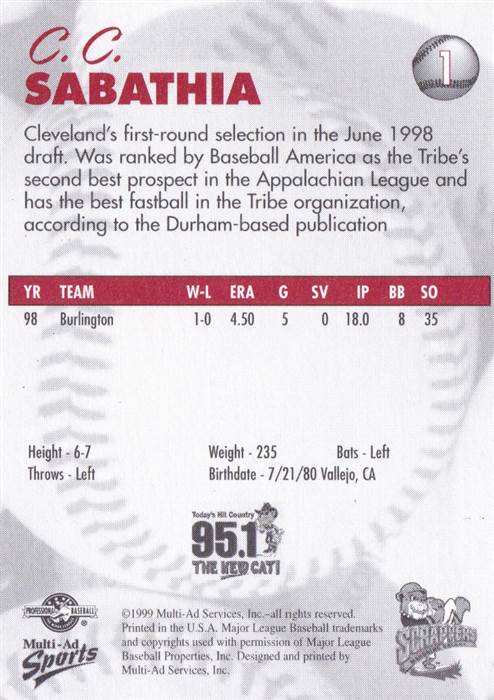 C. C.
SABATHIA
1
Cleveland's first-round selection in the June 1998
draft. Was ranked by Baseball America as the Tribe's
second best prospect in the Appalachian League and
has the best fastball in the Tribe organization,
according to the Durham-based publication
YR TEAM W-L ERA G SV IP BB SO
98 Burlington 1-0 4.50 5 0 18.0 8 35
Height - 6-7 Weight - 235 Bats - Left
Throws - Left Birthdate - 7/21/80 Vallejo, CA
Today's Hit Country
95.1
THE NEW CAT!
PROFESSIONAL BASEBALL
Multi-Ad
Sports
©1999 Multi-Ad Services, Inc.–all rights reserved.
Printed in the U.S.A. Major League Baseball trademarks
and copyrights used with permission of Major League
Baseball Properties, Inc. Designed and printed by
Multi-Ad Services, Inc.
SCRAPPERS